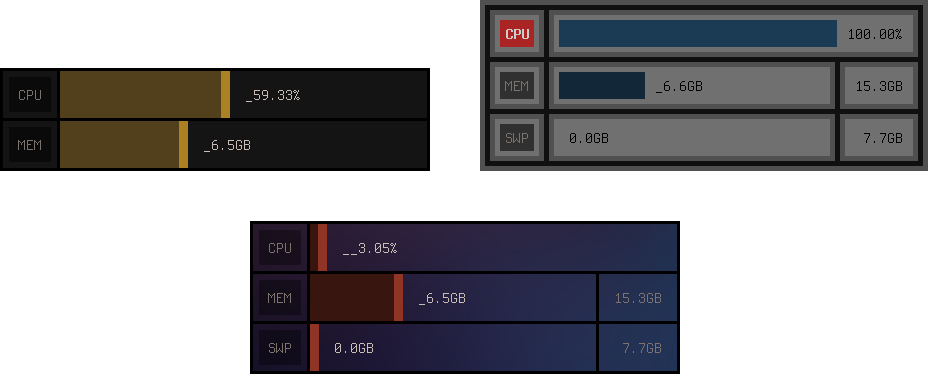 CPU _59.33%
MEM _6.5GB
CPU 100.00%
MEM _6.6GB 15.3GB
SWP 0.0GB 7.7GB
CPU __3.05%
MEM _6.5GB 15.3GB
SWP 0.0GB 7.7GB